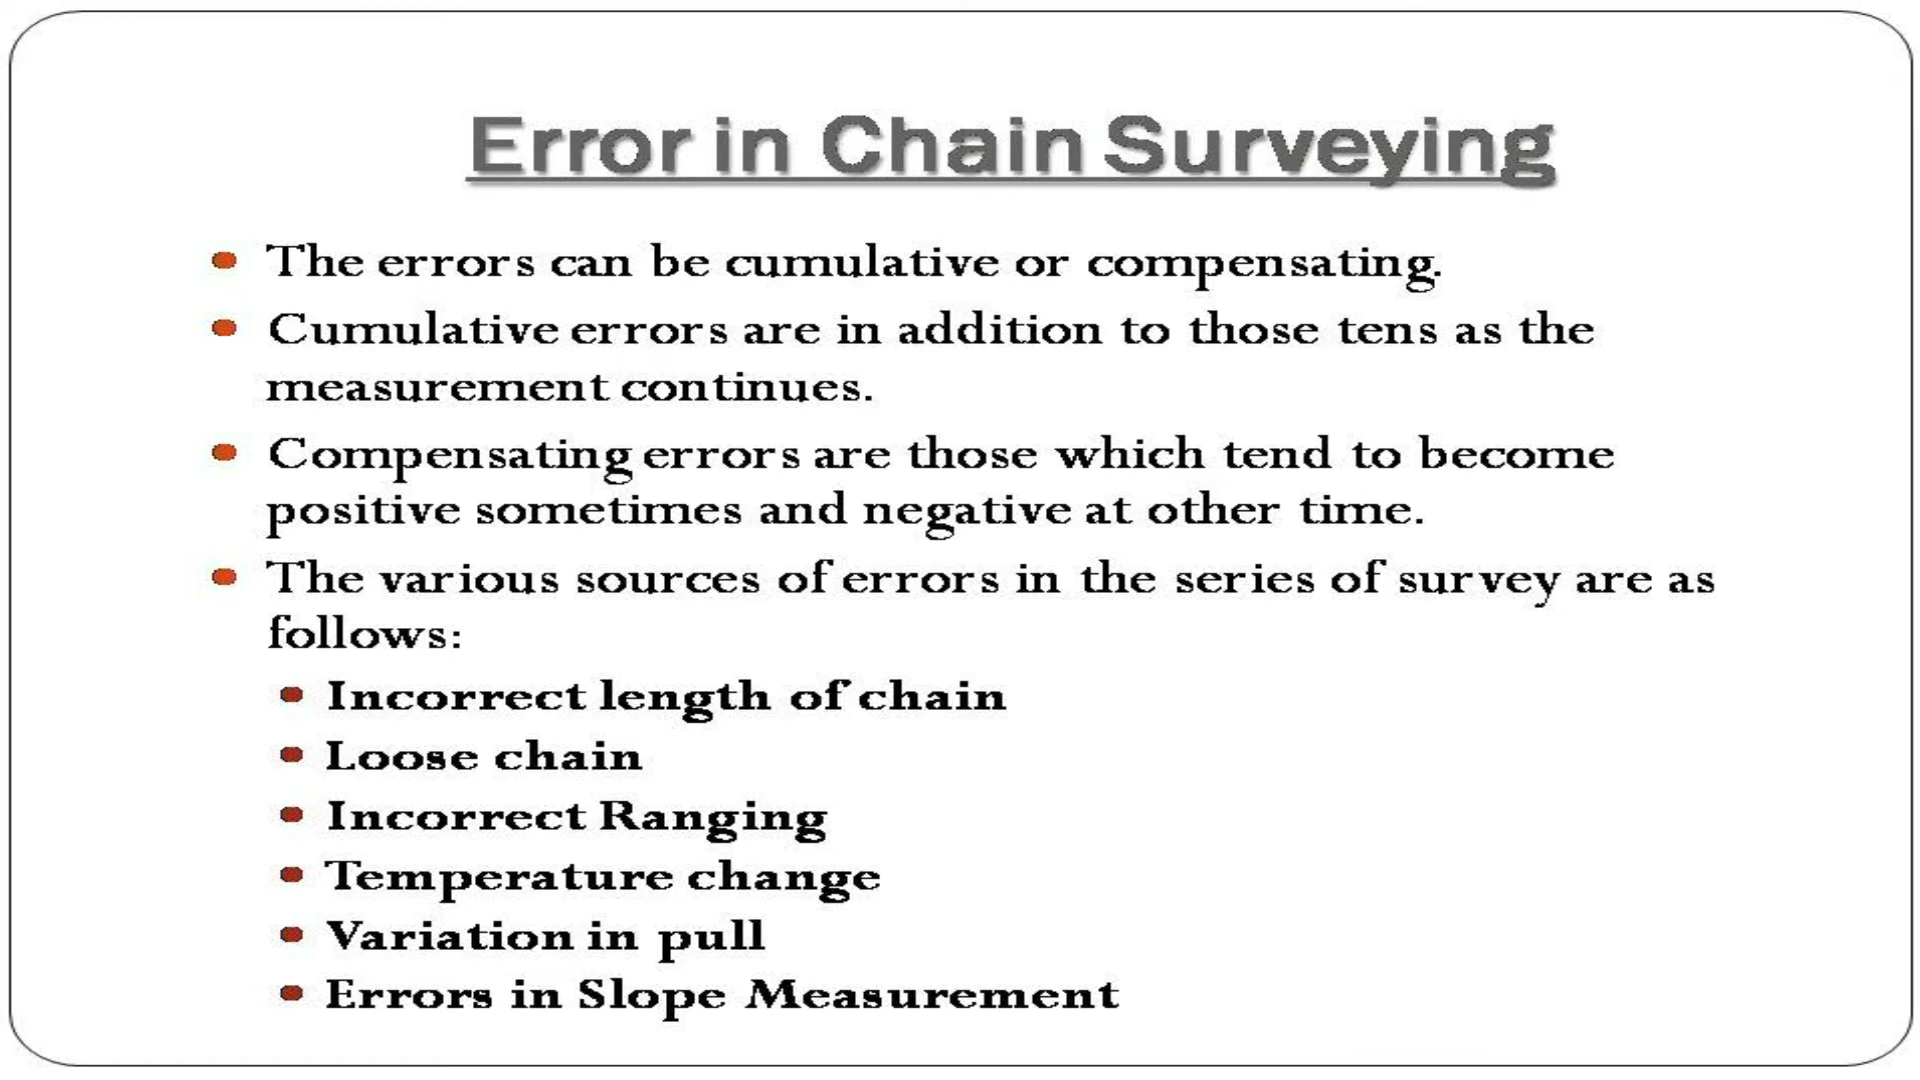 Error in Chain Surveying
The errors can be cumulative or compensating.
Cumulative errors are in addition to those tens as the
measurement continues.
Compensating errors are those which tend to become
positive sometimes and negative at other time.
The various sources of errors in the series of survey are as
follows:
Incorrect length of chain
Loose chain
Incorrect Ranging
Temperature change
Variation in pull
Errors in Slope Measurement